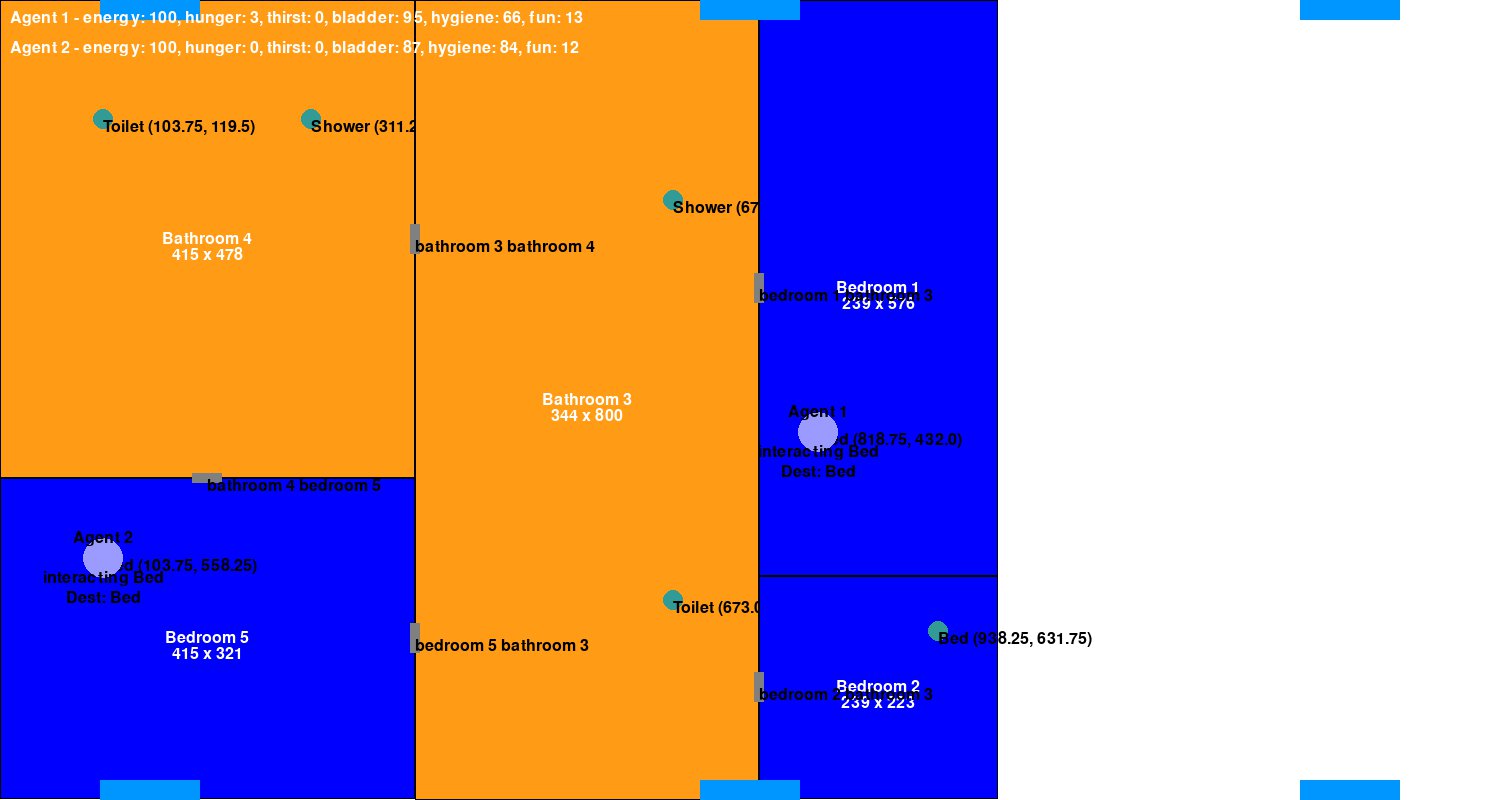 Agent 1 - energy: 100, hunger: 3, thirst: 0, bladder: 95, hygiene: 66, fun: 13
Agent 2 - energy: 100, hunger: 0, thirst: 0, bladder: 87, hygiene: 84, fun: 12
Toilet (103.75, 119.5)
Shower (311.2
Shower (67
Bathroom 4
415 x 478
bathroom 3 bathroom 4
Bedroom 1
239 x 576
bedroom 1 bathroom 3
Bathroom 3
344 x 800
Agent 1
d (818.75, 432.0)
interacting Bed
Dest: Bed
bathroom 4 bedroom 5
Agent 2
d (103.75, 558.25)
interacting Bed
Dest: Bed
Toilet (673.0
Bedroom 5
415 x 321
bedroom 5 bathroom 3
Bed (938.25, 631.75)
Bedroom 2
239 x 223
bedroom 2 bathroom 3